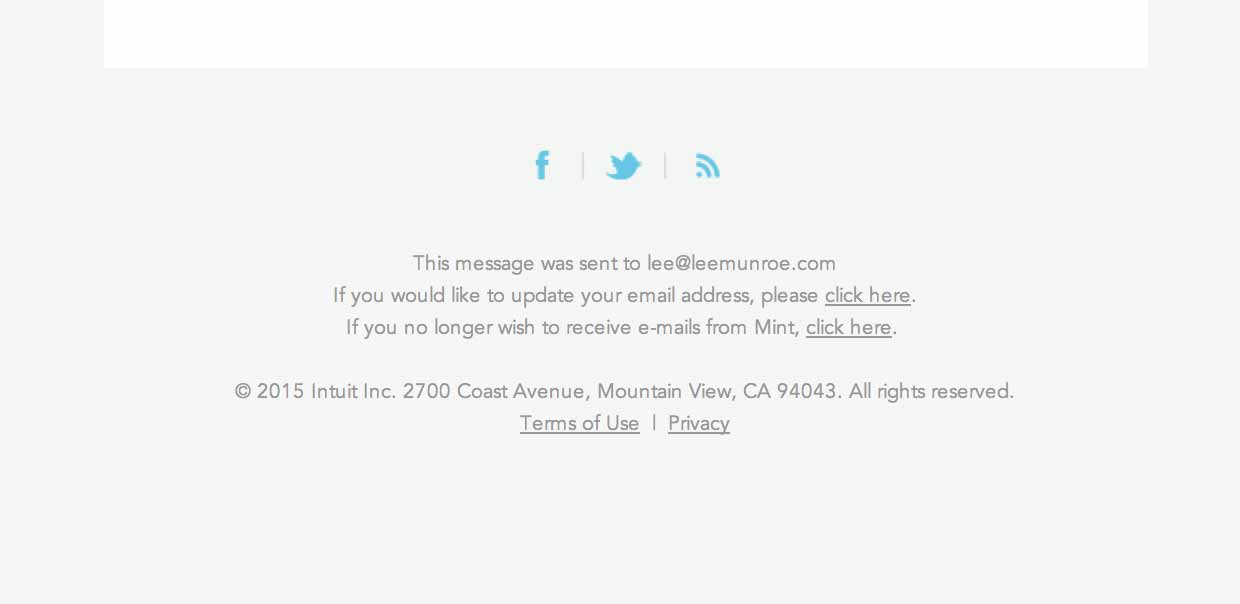 This message was sent to lee@leemunroe.com
If you would like to update your email address, please click here.
If you no longer wish to receive e-mails from Mint, click here.
© 2015 Intuit Inc. 2700 Coast Avenue, Mountain View, CA 94043. All rights reserved.
Terms of Use | Privacy